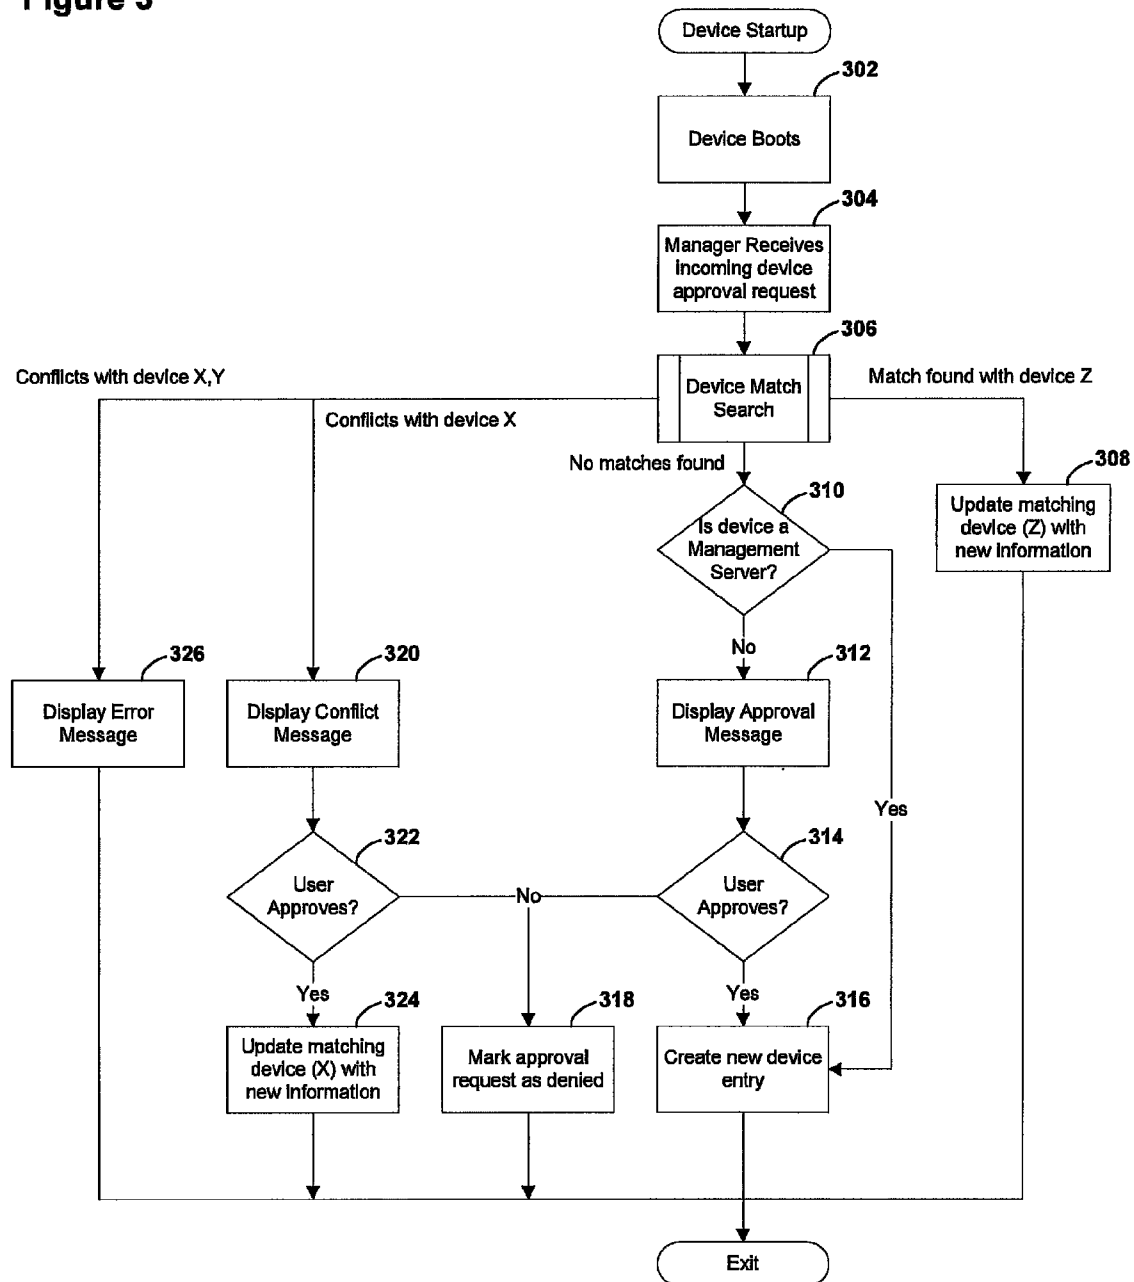 Figure 3
Device Startup
302
Device Boots
304
Manager Receives
incoming device
approval request
306
Conflicts with device X,Y
Device Match
Search
Match found with device Z
Conflicts with device X
No matches found
308
310
Update matching
device (Z) with
new information
Is device a
Management
Server?
No
326
320
312
Display Error
Message
Display Conflict
Message
Display Approval
Message
Yes
322
314
User
Approves?
No
User
Approves?
Yes
324
318
Yes
316
Update matching
device (X) with
new information
Mark approval
request as denied
Create new device
entry
Exit